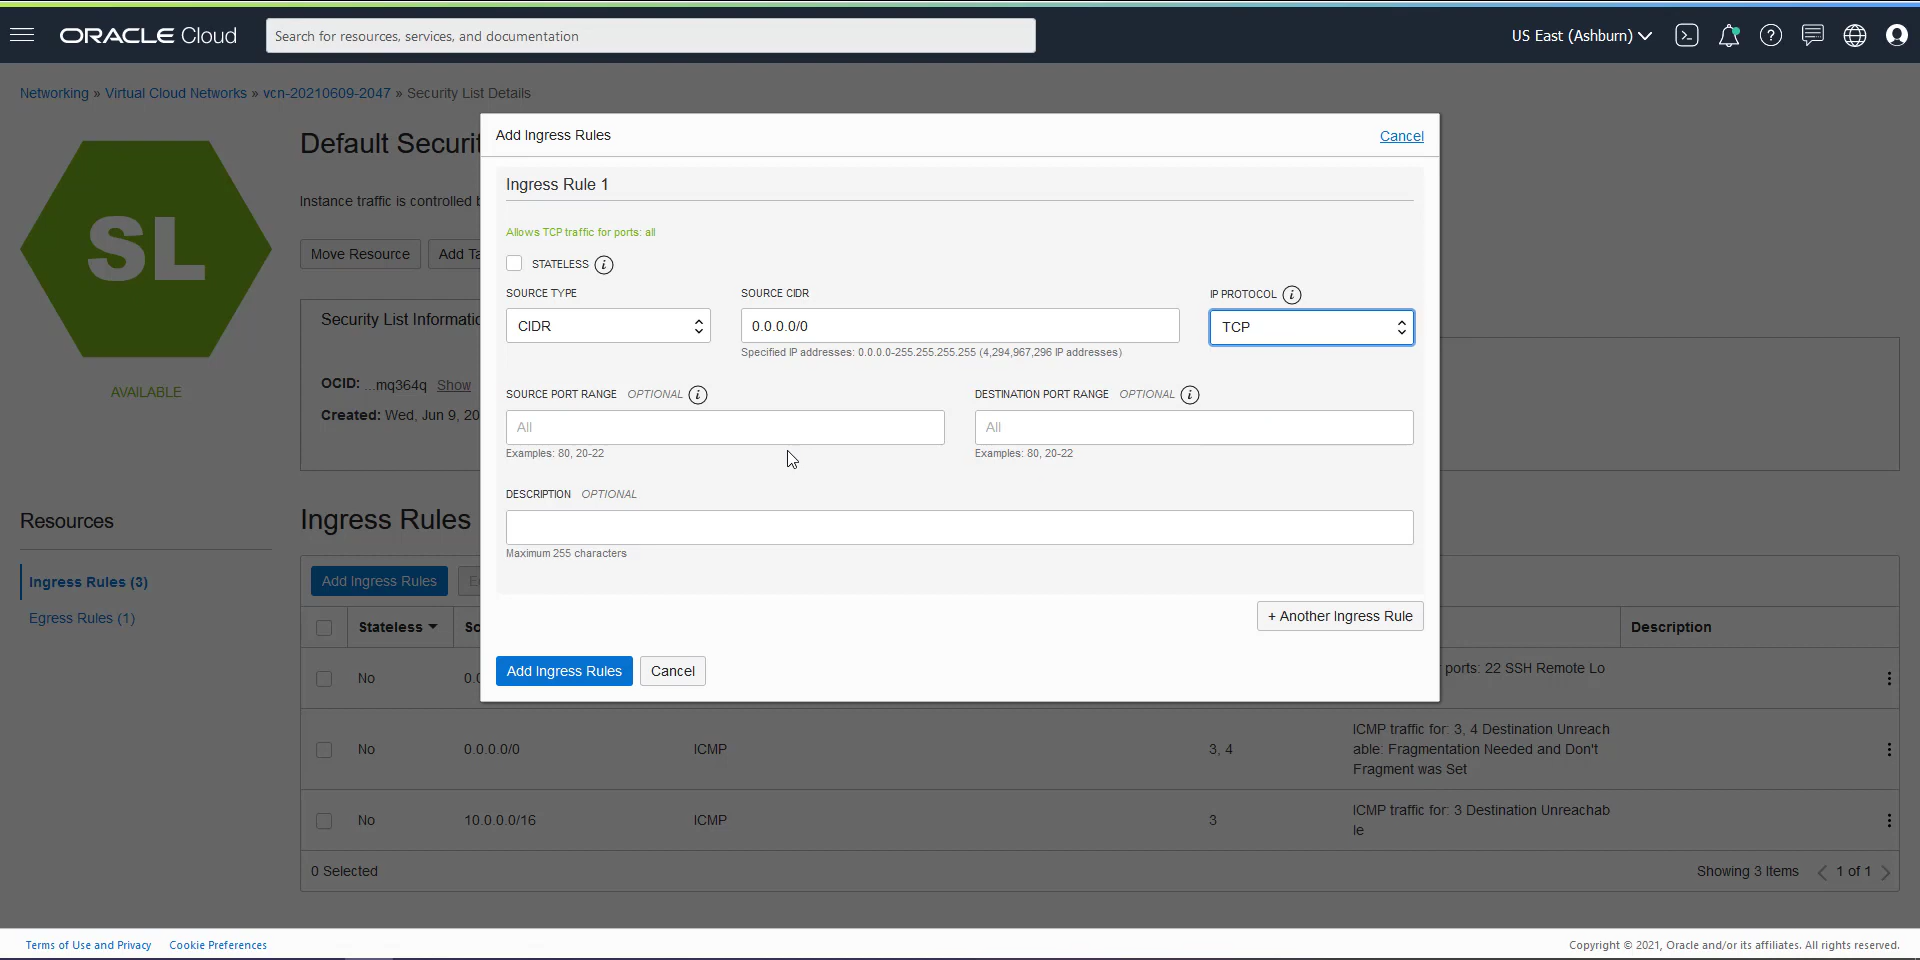 ORACLE Cloud
Search for resources, services, and documentation
US East (Ashburn)
Networking » Virtual Cloud Networks » vcn-20210609-2047 » Security List Details
SL
AVAILABLE
Default Securi
Instance traffic is controlled
Move Resource
Add Ta
Security List Informatio
OCID: ...mq364q Show
Created: Wed, Jun 9, 20
Add Ingress Rules
Cancel
Ingress Rule 1
Allows TCP traffic for ports: all
STATELESS
SOURCE TYPE
CIDR
SOURCE CIDR
0.0.0.0/0
Specified IP addresses: 0.0.0.0-255.255.255.255 (4,294,967,296 IP addresses)
IP PROTOCOL
TCP
SOURCE PORT RANGE OPTIONAL
All
Examples: 80, 20-22
DESTINATION PORT RANGE OPTIONAL
All
Examples: 80, 20-22
DESCRIPTION OPTIONAL
Maximum 255 characters
+ Another Ingress Rule
Add Ingress Rules
Cancel
Resources
Ingress Rules (3)
Egress Rules (1)
Ingress Rules
Add Ingress Rules
Stateless
So
Description
No
0.0
ports: 22 SSH Remote Lo
No
0.0.0.0/0
ICMP
3, 4
ICMP traffic for: 3, 4 Destination Unreach
able: Fragmentation Needed and Don't
Fragment was Set
No
10.0.0.0/16
ICMP
3
ICMP traffic for: 3 Destination Unreachab
le
0 Selected
Showing 3 Items
1 of 1
Terms of Use and Privacy
Cookie Preferences
Copyright © 2021, Oracle and/or its affiliates. All rights reserved.